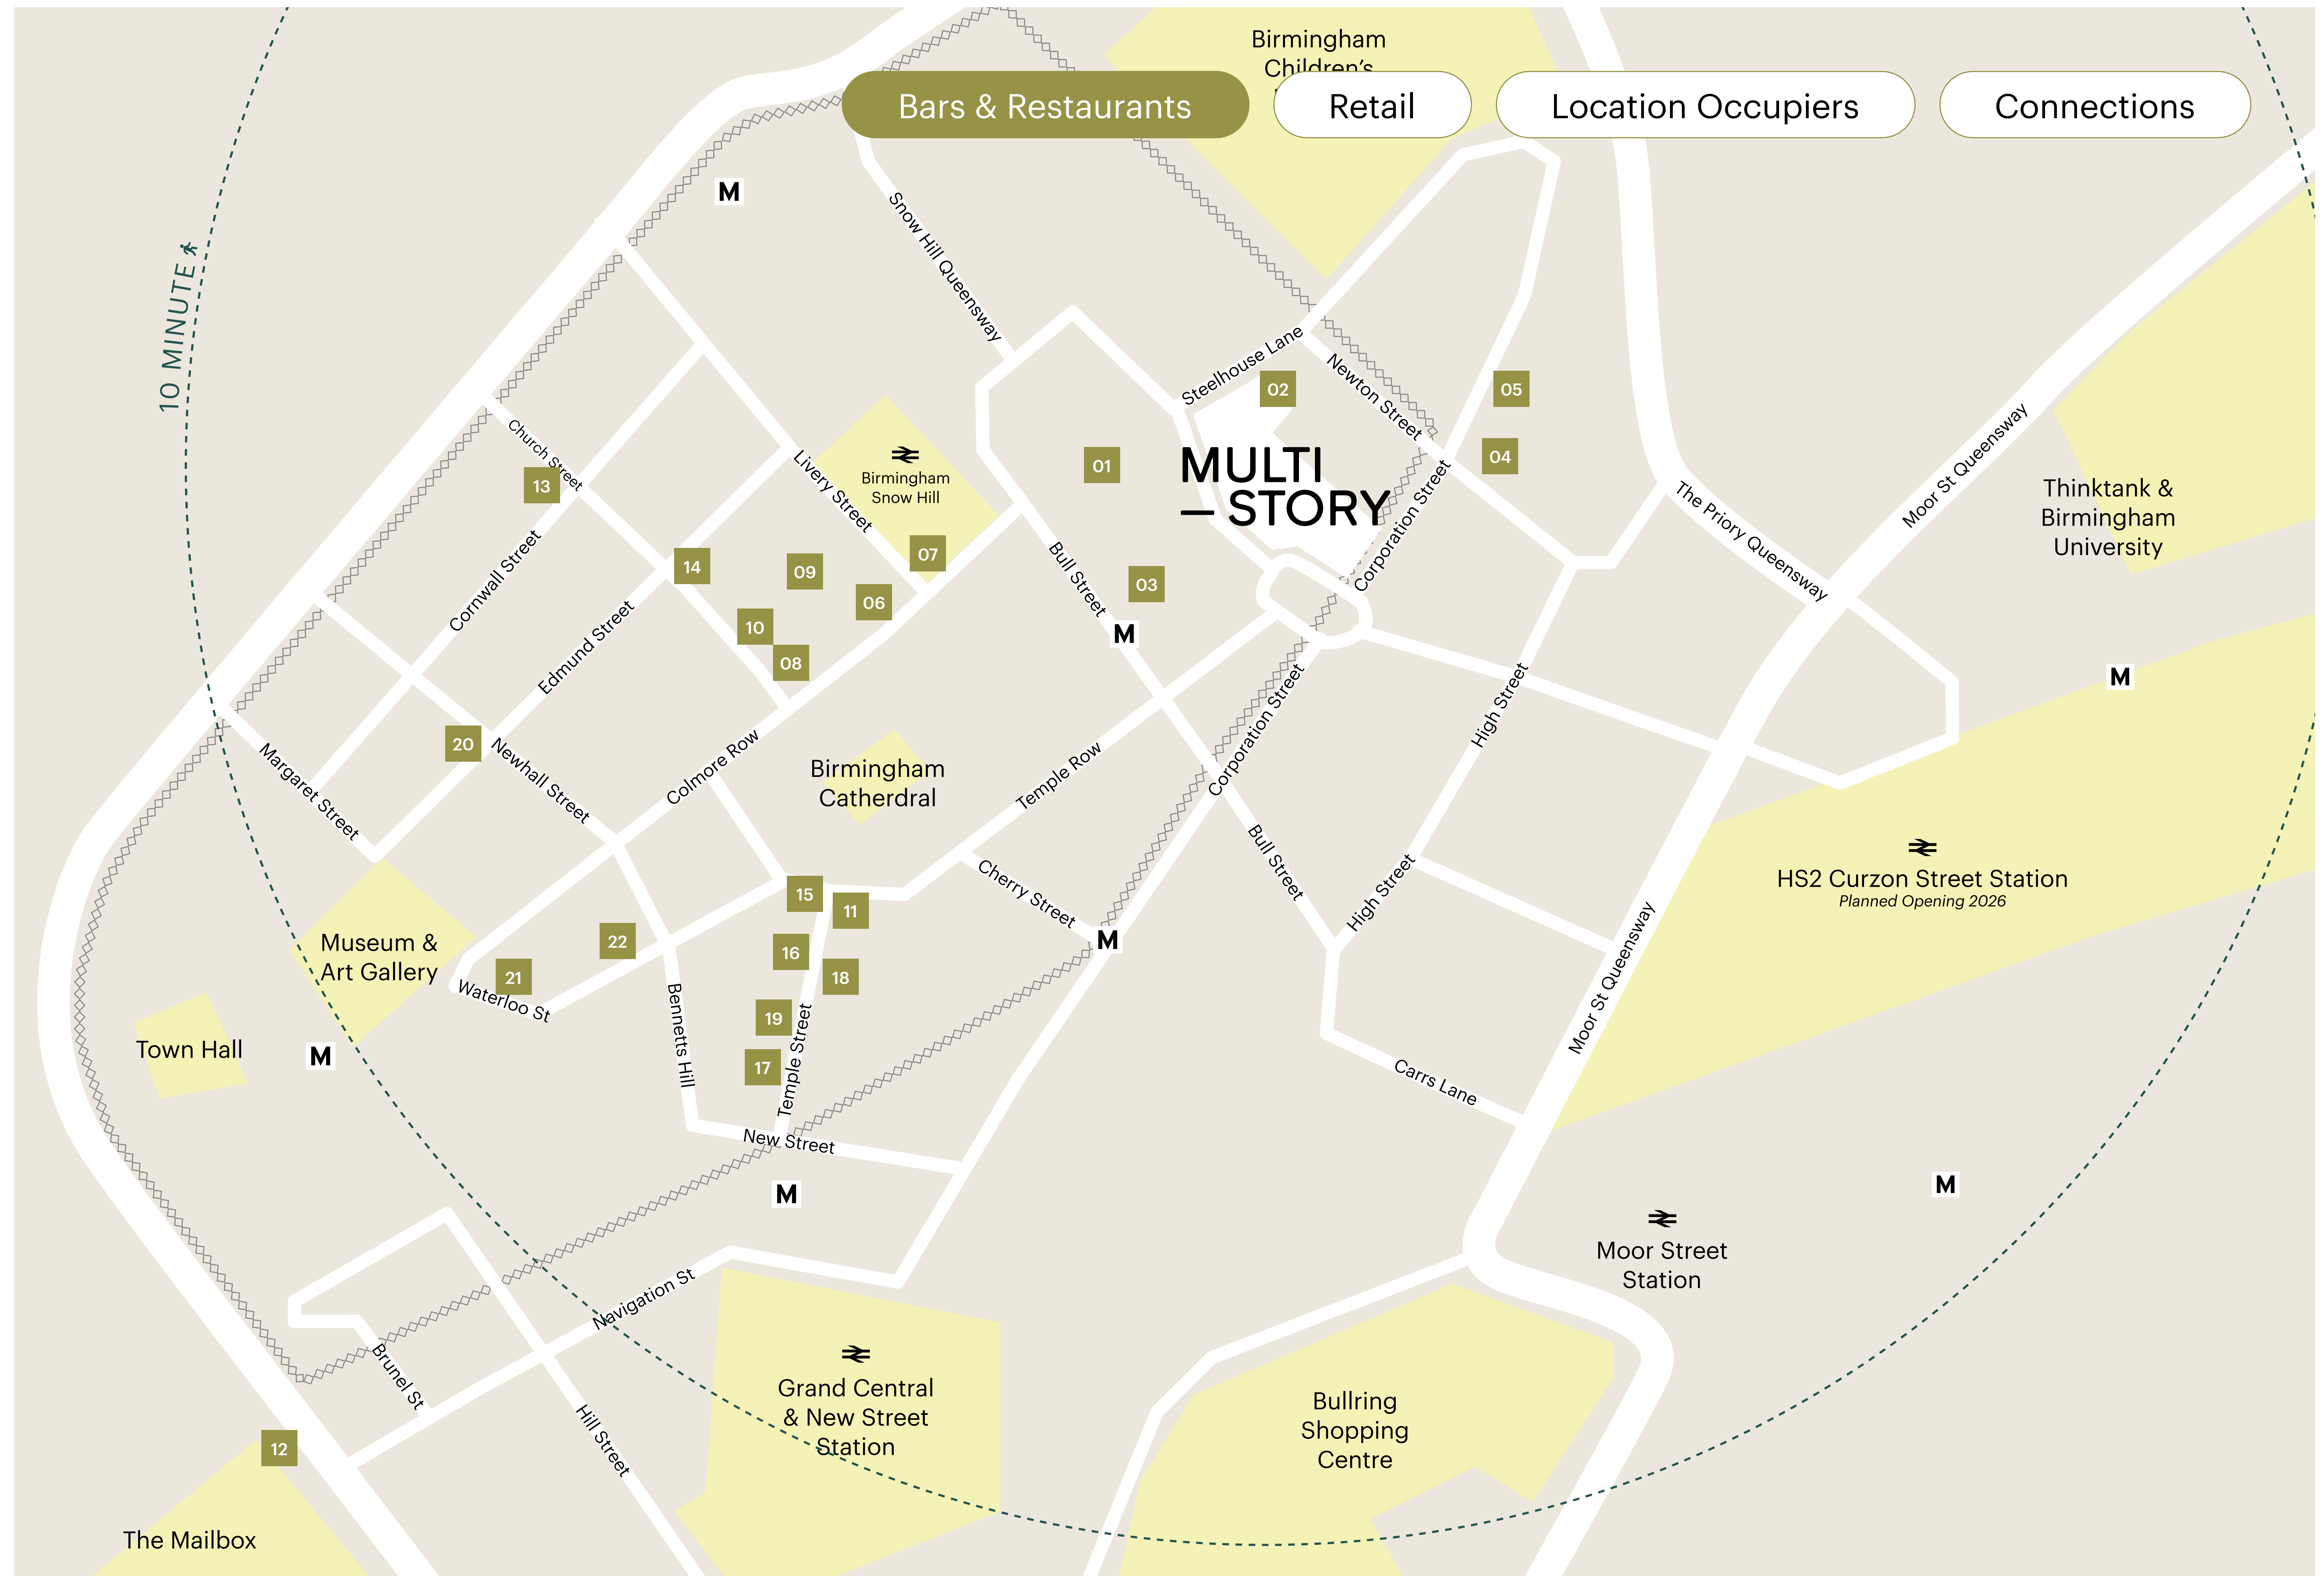 Birmingham
Children's
Bars & Restaurants
Retail
Location Occupiers
Connections
10 MINUTE
M
Snow Hill Queensway
Steelhouse Lane
Newton Street
02
05
MULTI
— STORY
01
04
03
Corporation Street
Church Street
13
Livery Street
Birmingham
Snow Hill
07
14
09
06
10
08
Bull Street
M
Cornwall Street
Edmund Street
The Priory Queensway
Moor St Queensway
Thinktank &
Birmingham
University
M
High Street
Corporation Street
20
Margaret Street
Newhall Street
Colmore Row
Birmingham
Catherdral
Temple Row
Cherry Street
M
Bull Street
High Street
HS2 Curzon Street Station
Planned Opening 2026
Moor St Queensway
Museum &
Art Gallery
15
11
22
16
18
21
Waterloo St
19
17
Bennetts Hill
Temple Street
Town Hall
M
Carrs Lane
New Street
M
M
Moor Street
Station
Navigation St
Brunel St
Hill Street
Grand Central
& New Street
Station
Bullring
Shopping
Centre
12
The Mailbox